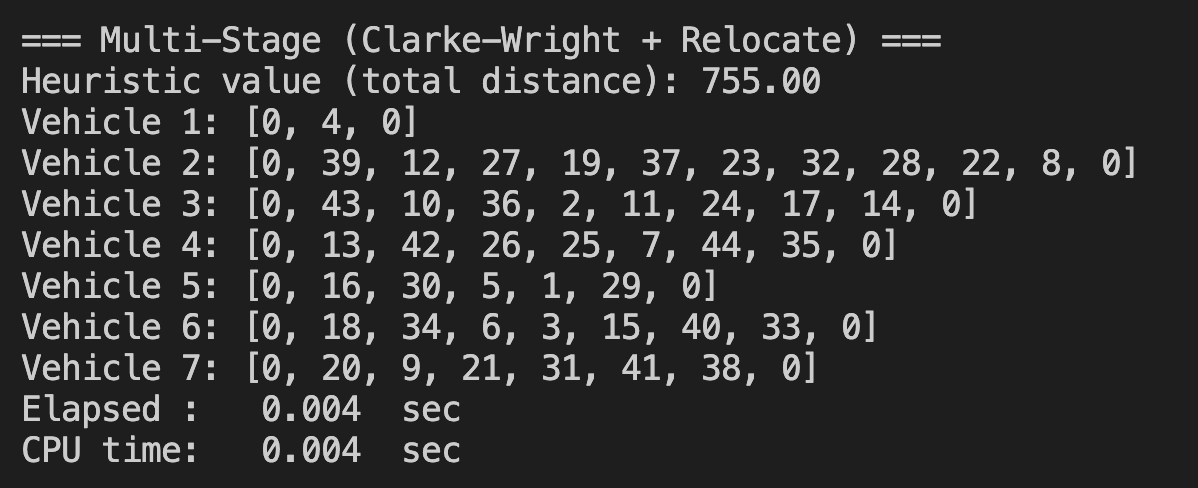 === Multi-Stage (Clarke-Wright + Relocate) ===
Heuristic value (total distance): 755.00
Vehicle 1: [0, 4, 0]
Vehicle 2: [0, 39, 12, 27, 19, 37, 23, 32, 28, 22, 8, 0]
Vehicle 3: [0, 43, 10, 36, 2, 11, 24, 17, 14, 0]
Vehicle 4: [0, 13, 42, 26, 25, 7, 44, 35, 0]
Vehicle 5: [0, 16, 30, 5, 1, 29, 0]
Vehicle 6: [0, 18, 34, 6, 3, 15, 40, 33, 0]
Vehicle 7: [0, 20, 9, 21, 31, 41, 38, 0]
Elapsed :   0.004  sec
CPU time:   0.004  sec